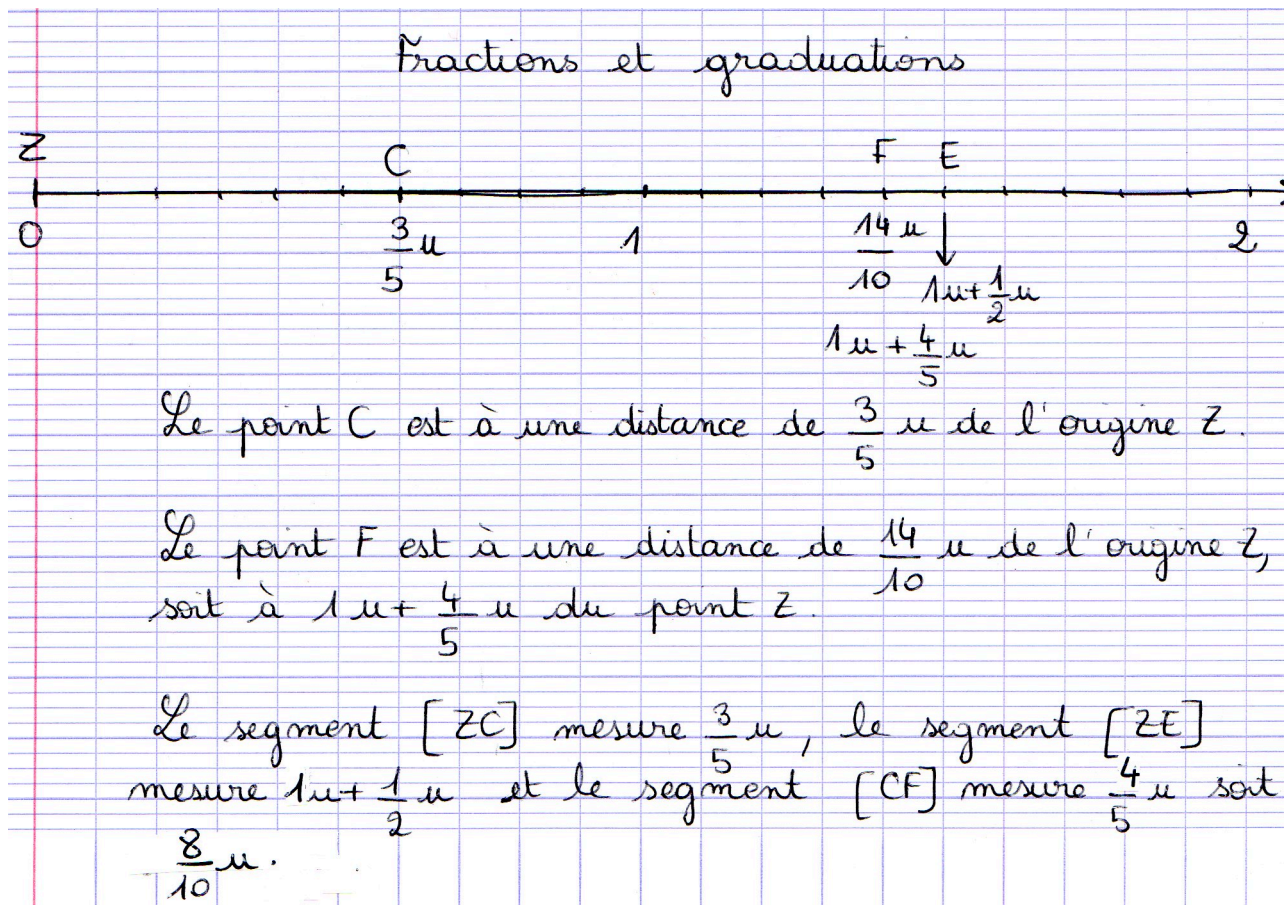 Fractions et graduations
Z C F E
0 3/5 u 1 14/10 u 2
1u + 1/2 u
1u + 4/5 u
Le point C est à une distance de 3/5 u de l'origine Z.
Le point F est à une distance de 14/10 u de l'origine Z,
soit à 1u + 4/5 u du point Z.
Le segment [ZC] mesure 3/5 u, le segment [ZE]
mesure 1u + 1/2 u et le segment [CF] mesure 4/5 u soit
8/10 u.